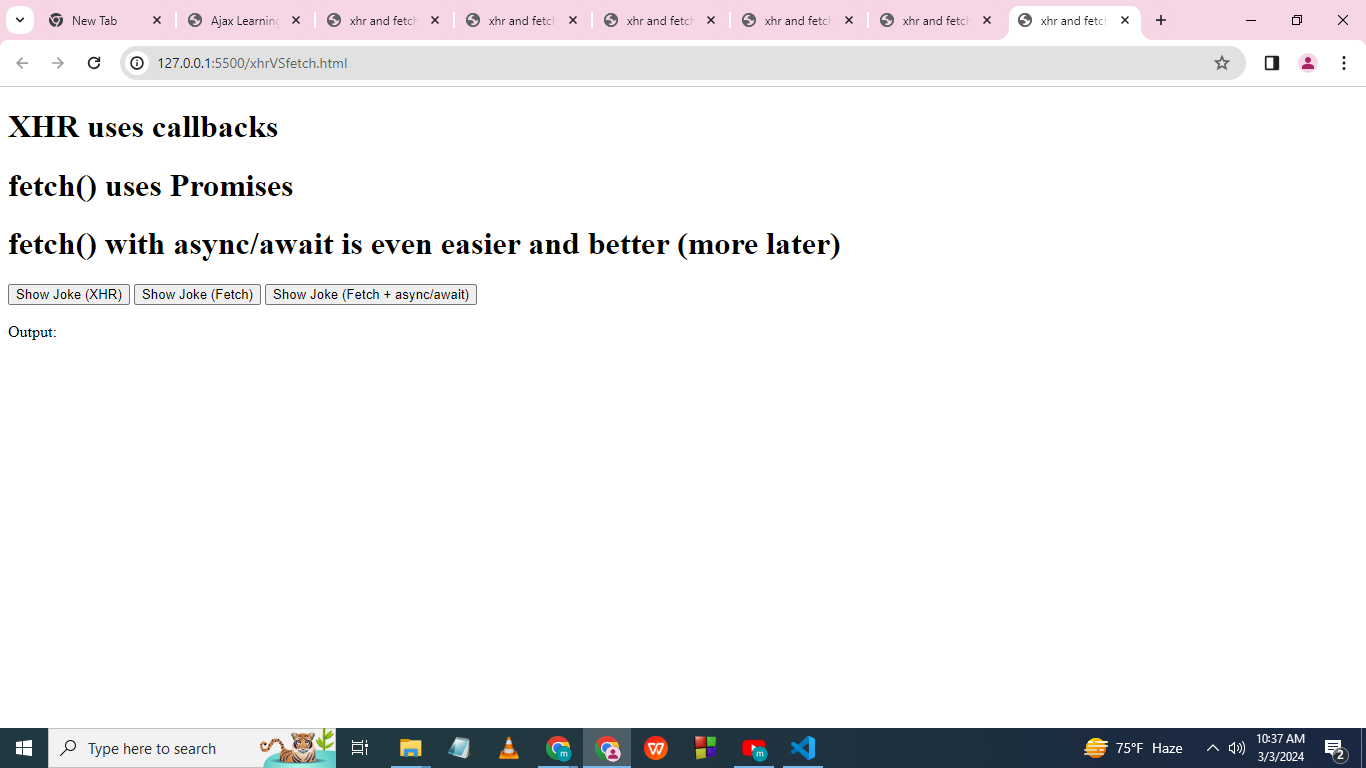 New Tab
Ajax Learning
xhr and fetch
xhr and fetch
xhr and fetch
xhr and fetch
xhr and fetch
xhr and fetch
127.0.0.1:5500/xhrVSfetch.html
XHR uses callbacks
fetch() uses Promises
fetch() with async/await is even easier and better (more later)
Show Joke (XHR) Show Joke (Fetch) Show Joke (Fetch + async/await)
Output:
Type here to search
m
W
m
75°F Haze
10:37 AM
3/3/2024
2